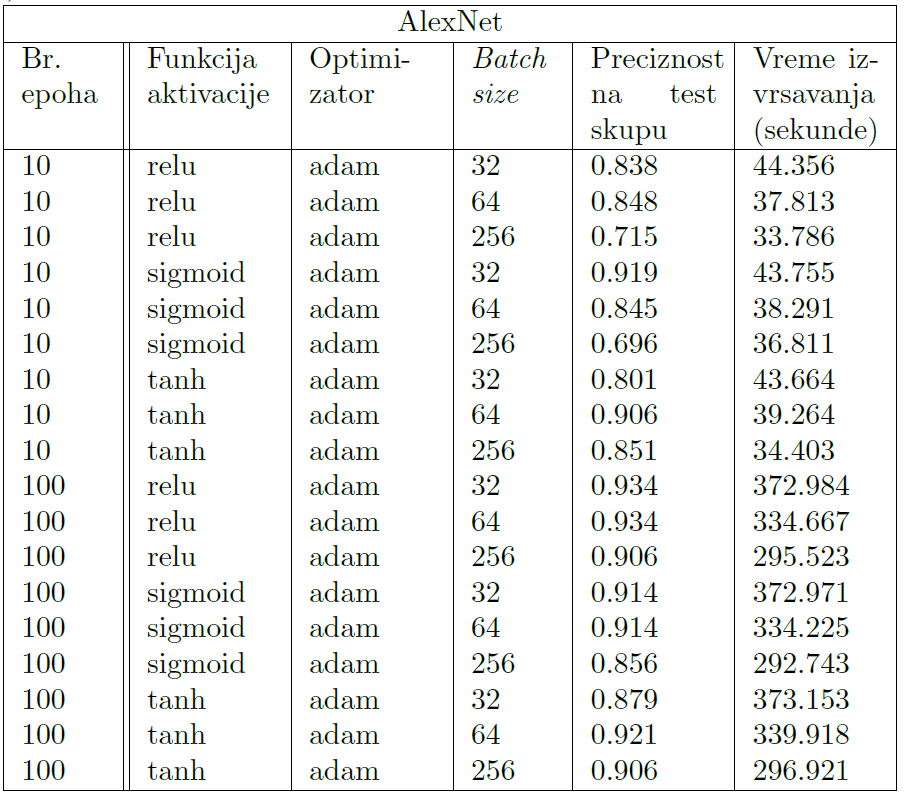 AlexNet
Br. epoha Funkcija aktivacije Optimi-zator Batch size Preciznost na test skupu Vreme iz-vrsavanja (sekunde)
10 relu adam 32 0.838 44.356
10 relu adam 64 0.848 37.813
10 relu adam 256 0.715 33.786
10 sigmoid adam 32 0.919 43.755
10 sigmoid adam 64 0.845 38.291
10 sigmoid adam 256 0.696 36.811
10 tanh adam 32 0.801 43.664
10 tanh adam 64 0.906 39.264
10 tanh adam 256 0.851 34.403
100 relu adam 32 0.934 372.984
100 relu adam 64 0.934 334.667
100 relu adam 256 0.906 295.523
100 sigmoid adam 32 0.914 372.971
100 sigmoid adam 64 0.914 334.225
100 sigmoid adam 256 0.856 292.743
100 tanh adam 32 0.879 373.153
100 tanh adam 64 0.921 339.918
100 tanh adam 256 0.906 296.921